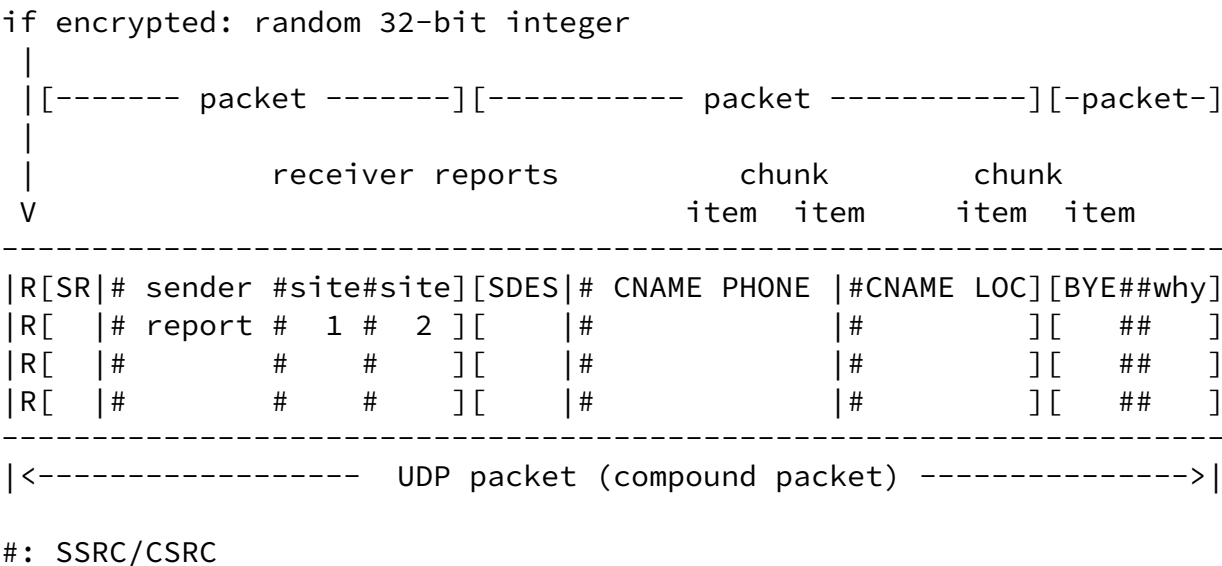 if encrypted: random 32-bit integer
 |
 |[------- packet -------][----------- packet -----------][-packet-]
 |
 |             receiver reports          chunk        chunk
 V                                    item  item     item  item
--------------------------------------------------------------------
|R[SR|# sender #site#site][SDES|# CNAME PHONE |#CNAME LOC][BYE##why]
|R[  |# report #  1 #  2 ][    |#             |#         ][   ##   ]
|R[  |#        #    #    ][    |#             |#         ][   ##   ]
|R[  |#        #    #    ][    |#             |#         ][   ##   ]
--------------------------------------------------------------------
|<------------------  UDP packet (compound packet) --------------->|
#: SSRC/CSRC